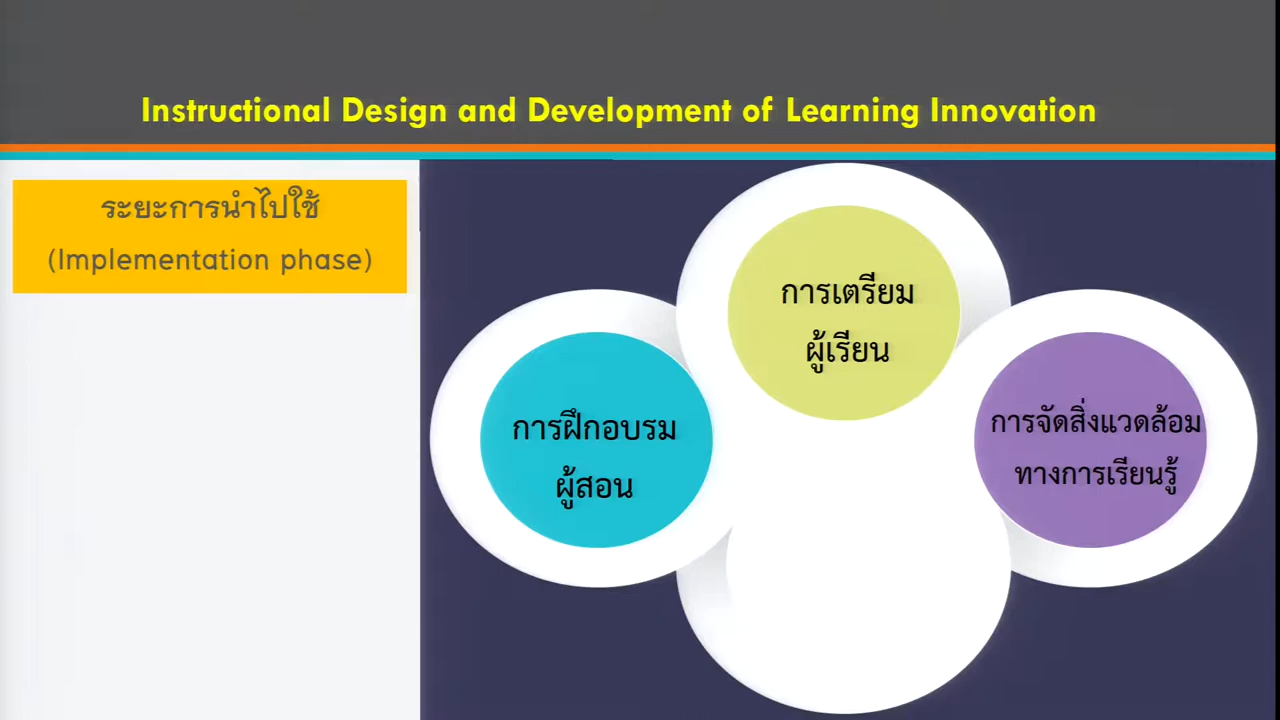 Instructional Design and Development of Learning Innovation
ระยะการนำไปใช้
(Implementation phase)
การเตรียม
ผู้เรียน
การฝึกอบรม
ผู้สอน
การจัดสิ่งแวดล้อม
ทางการเรียนรู้